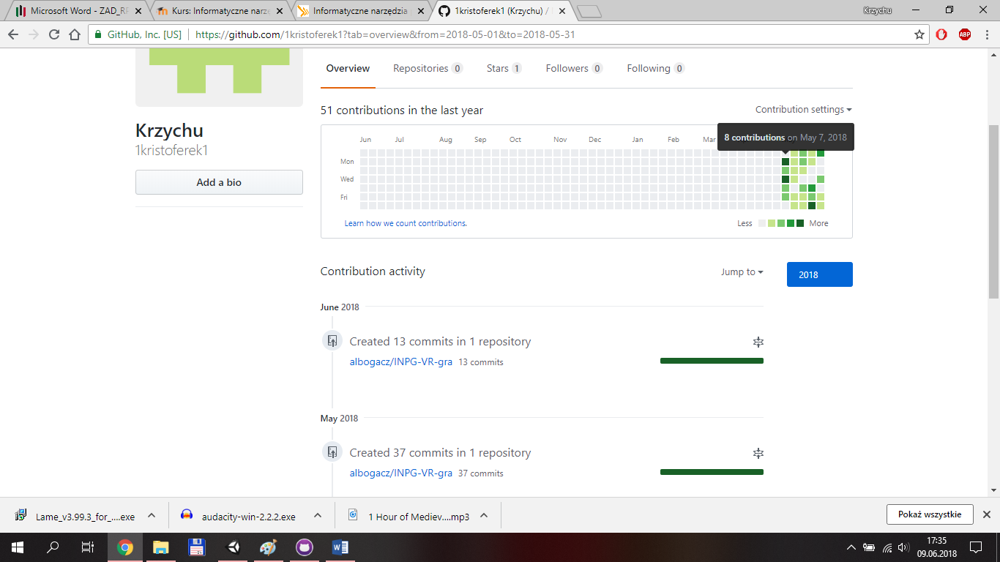 Microsoft Word - ZAD_RP
Kurs: Informatyczne narzę
Informatyczne narzędzia
1kristoferek1 (Krzychu) /
Krzychu
GitHub, Inc. [US]
https://github.com/1kristoferek1?tab=overview&from=2018-05-01&to=2018-05-31
ABP
Overview
Repositories 0
Stars 1
Followers 0
Following 0
51 contributions in the last year
Contribution settings
8 contributions on May 7, 2018
Jun Jul Aug Sep Oct Nov Dec Jan Feb Mar
Mon
Wed
Fri
Learn how we count contributions.
Less
More
Krzychu
1kristoferek1
Add a bio
Contribution activity
Jump to
2018
June 2018
Created 13 commits in 1 repository
albogacz/INPG-VR-gra 13 commits
May 2018
Created 37 commits in 1 repository
albogacz/INPG-VR-gra 37 commits
Lame_v3.99.3_for_....exe
audacity-win-2.2.2.exe
1 Hour of Mediev....mp3
Pokaż wszystkie
17:35
09.06.2018